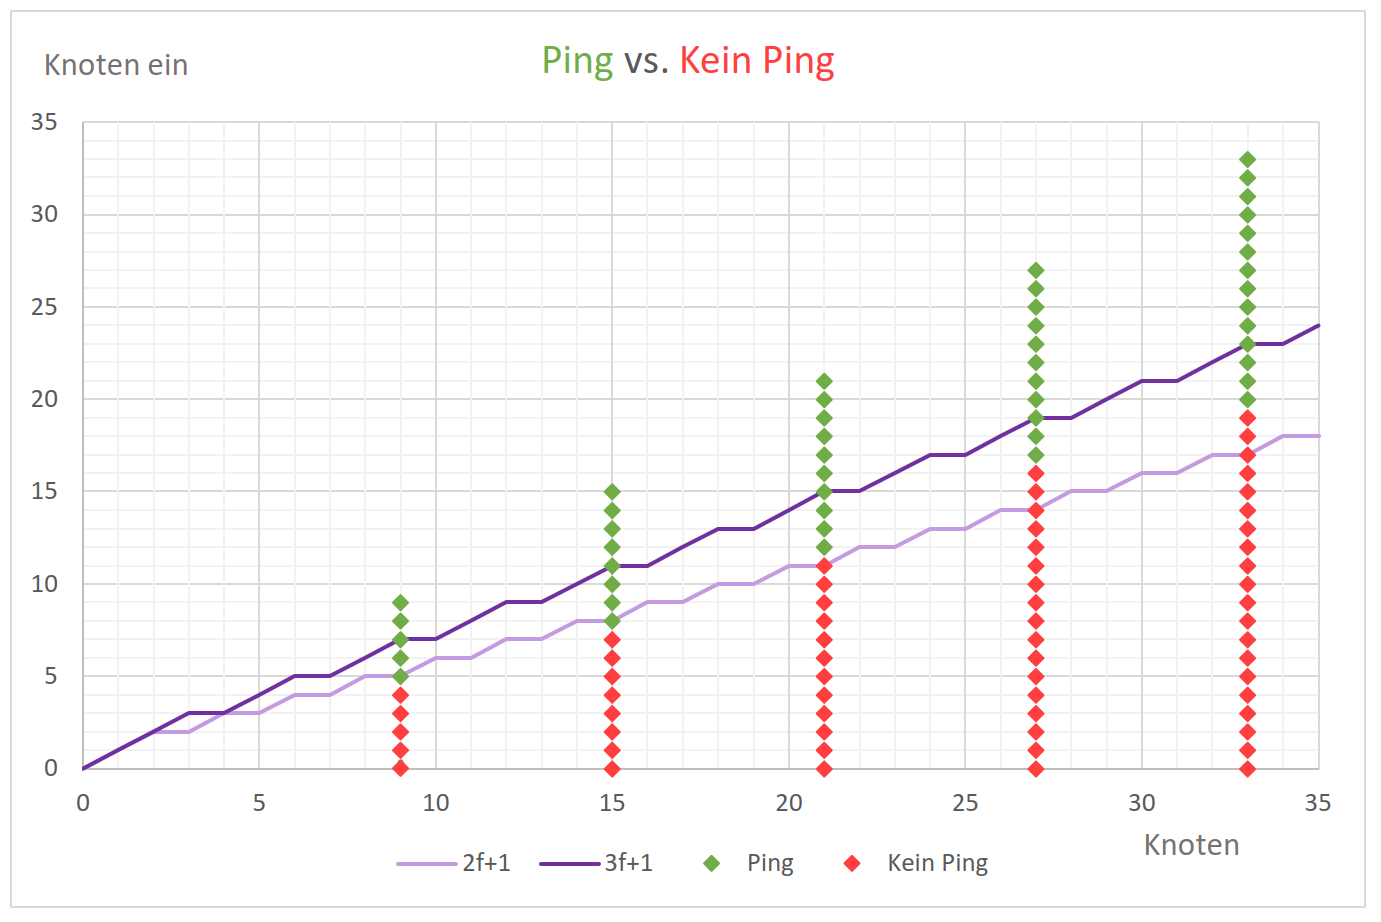 Ping vs. Kein Ping
Knoten ein
35
30
25
20
15
10
5
0
0 5 10 15 20 25 30 35
Knoten
2f+1 3f+1 Ping Kein Ping